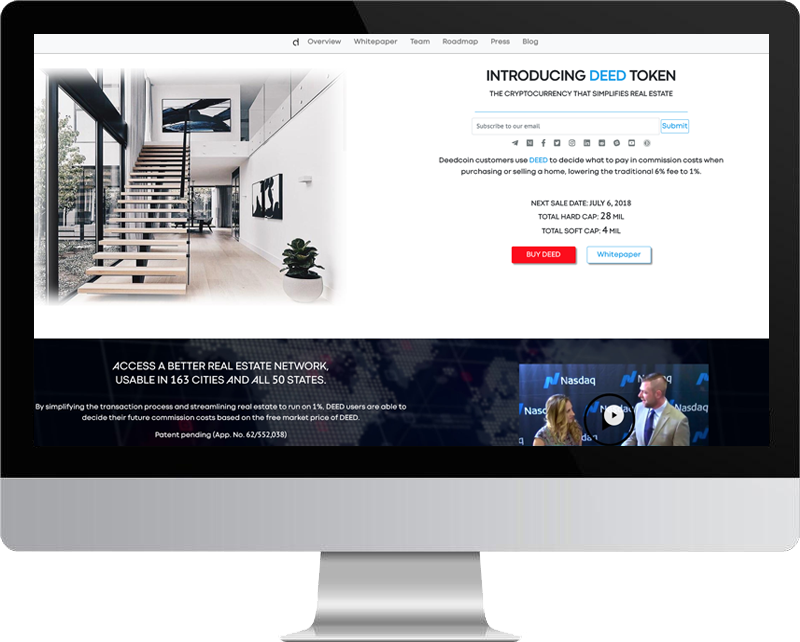 Overview Whitepaper Team Roadmap Press Blog
INTRODUCING DEED TOKEN
THE CRYPTOCURRENCY THAT SIMPLIFIES REAL ESTATE
Subscribe to our email Submit
Deedcoin customers use DEED to decide what to pay in commission costs when
purchasing or selling a home, lowering the traditional 6% fee to 1%.
NEXT SALE DATE: JULY 6, 2018
TOTAL HARD CAP: 28 MIL
TOTAL SOFT CAP: 4 MIL
BUY DEED Whitepaper
ACCESS A BETTER REAL ESTATE NETWORK,
USABLE IN 163 CITIES AND ALL 50 STATES.
By simplifying the transaction process and streamlining real estate to run on 1%, DEED users are able to
decide their future commission costs based on the free market price of DEED.
Patent pending (App. No. 62/552,038)
Nasdaq
Nasdaq